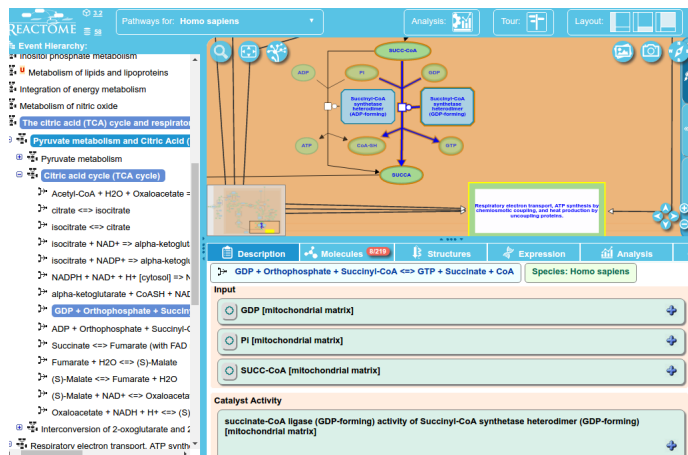 REACTOME
3.2
58
Pathways for: Homo sapiens
Analysis:
Tour:
Layout:
Event Hierarchy:
Inositol phosphate metabolism
Metabolism of lipids and lipoproteins
Integration of energy metabolism
Metabolism of nitric oxide
The citric acid (TCA) cycle and respirato
Pyruvate metabolism and Citric Acid (
Pyruvate metabolism
Citric acid cycle (TCA cycle)
Acetyl-CoA + H2O + Oxaloacetate =
citrate <=> isocitrate
isocitrate <=> citrate
isocitrate + NAD+ => alpha-ketoglut
isocitrate + NADP+ => alpha-ketoglu
NADPH + NAD+ + H+ [cytosol] => N
alpha-ketoglutarate + CoASH + NAD
GDP + Orthophosphate + Succin
ADP + Orthophosphate + Succinyl-C
Succinate <=> Fumarate (with FAD
Fumarate + H2O <=> (S)-Malate
(S)-Malate <=> Fumarate + H2O
(S)-Malate + NAD+ <=> Oxaloaceta
Oxaloacetate + NADH + H+ <=> (S)
Interconversion of 2-oxoglutarate and 2
Respiratory electron transport, ATP synth
SUCC-CoA
ADP
Pi
GDP
Succinyl-CoA
synthetase
heterodimer
(ADP-forming)
Succinyl-CoA
synthetase
heterodimer
(GDP-forming)
ATP
CoA-SH
GTP
SUCCA
Respiratory electron transport, ATP synthesis by
chemiosmotic coupling, and heat production by
uncoupling proteins.
Description
Molecules 8/219
Structures
Expression
Analysis
GDP + Orthophosphate + Succinyl-CoA <=> GTP + Succinate + CoA
Species: Homo sapiens
Input
GDP [mitochondrial matrix]
Pi [mitochondrial matrix]
SUCC-CoA [mitochondrial matrix]
Catalyst Activity
succinate-CoA ligase (GDP-forming) activity of Succinyl-CoA synthetase heterodimer (GDP-forming)
[mitochondrial matrix]